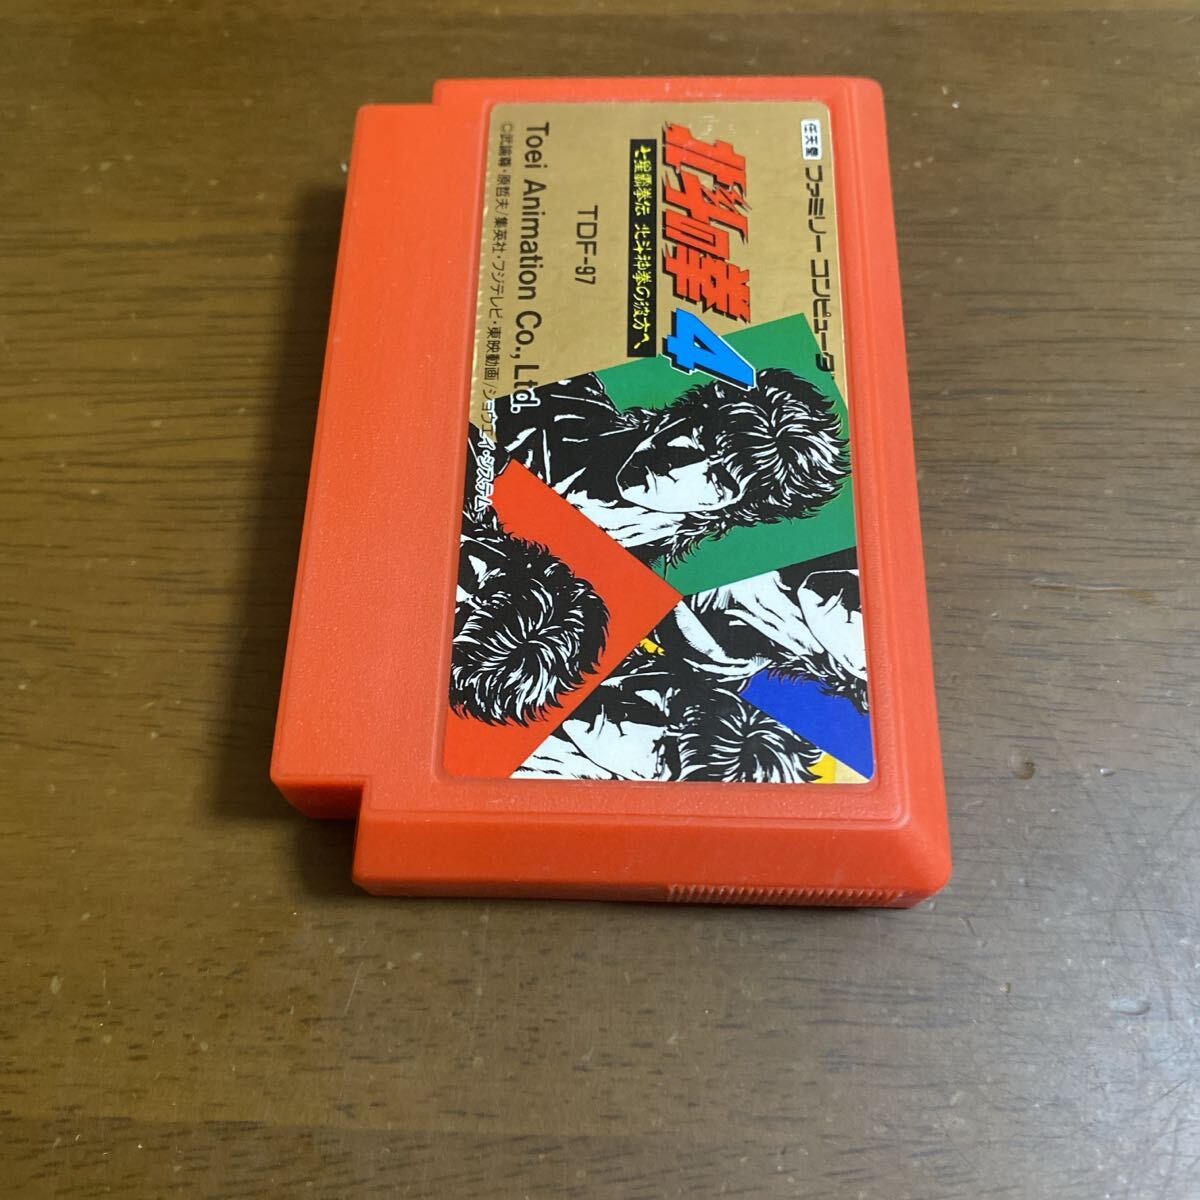 任天堂 ファミリー コンピュータ
北斗の拳4
七星覇拳伝 北斗神拳の彼方へ
TDF-97
Toei Animation Co., Ltd.
©武論尊・原哲夫/集英社・フジテレビ・東映動画/ショウエイ・システム